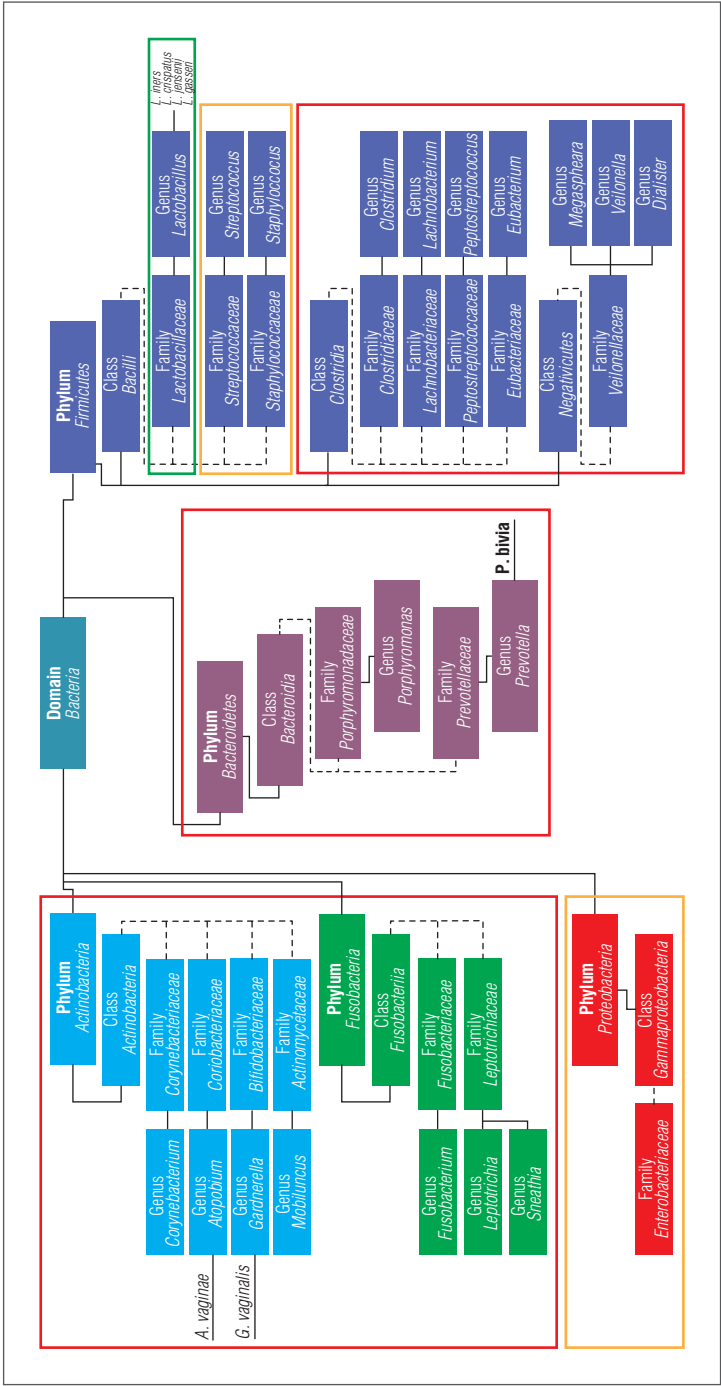 Domain
Bacteria
Phylum
Actinobacteria
Class
Actinobacteria
Genus
Corynebacterium
Family
Corynebacteriaceae
A. vaginae
Genus
Atopobium
Family
Coriobacteriaceae
G. vaginalis
Genus
Gardnerella
Family
Bifidobacteriaceae
Genus
Mobiluncus
Family
Actinomycetaceae
Phylum
Fusobacteria
Class
Fusobacteriia
Genus
Fusobacterium
Family
Fusobacteriaceae
Genus
Leptotrichia
Family
Leptotrichiaceae
Genus
Sneathia
Phylum
Proteobacteria
Class
Gammaproteobacteria
Family
Enterobacteriaceae
Phylum
Bacteroidetes
Class
Bacteroidia
Family
Porphyromonadaceae
Genus
Porphyromonas
Family
Prevotellaceae
Genus
Prevotella
P. bivia
Phylum
Firmicutes
Class
Bacilli
Family
Lactobacillaceae
Genus
Lactobacillus
L. iners
L. crispatus
L. jensenii
L. gasseri
Family
Streptococcaceae
Genus
Streptococcus
Family
Staphylococcaceae
Genus
Staphyloccocus
Class
Clostridia
Family
Clostridiaceae
Genus
Clostridium
Family
Lachnobacteriaceae
Genus
Lachnobacterium
Family
Peptostreptococcaceae
Genus
Peptostreptococcus
Family
Eubacteriaceae
Genus
Eubacterium
Class
Negativicutes
Family
Veilonellaceae
Genus
Megaspheara
Genus
Veilonella
Genus
Dialister